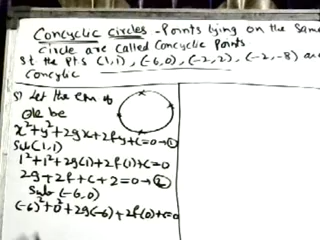 Concyclic circles - Points lying on the Same
circle are called Concyclic points
S t the pts (1,1), (-6,0), (-2,2), (-2,-8) are
concyclic
S) Let the eqn of
Ole be
x²+y²+2gx+2fy+c=0→①
Sub (1,1)
1²+1²+2g(1)+2f(1)+c=0
2g+2f+c+2=0→②
Sub (-6,0)
(-6)²+0²+2g(-6)+2f(0)+c=0